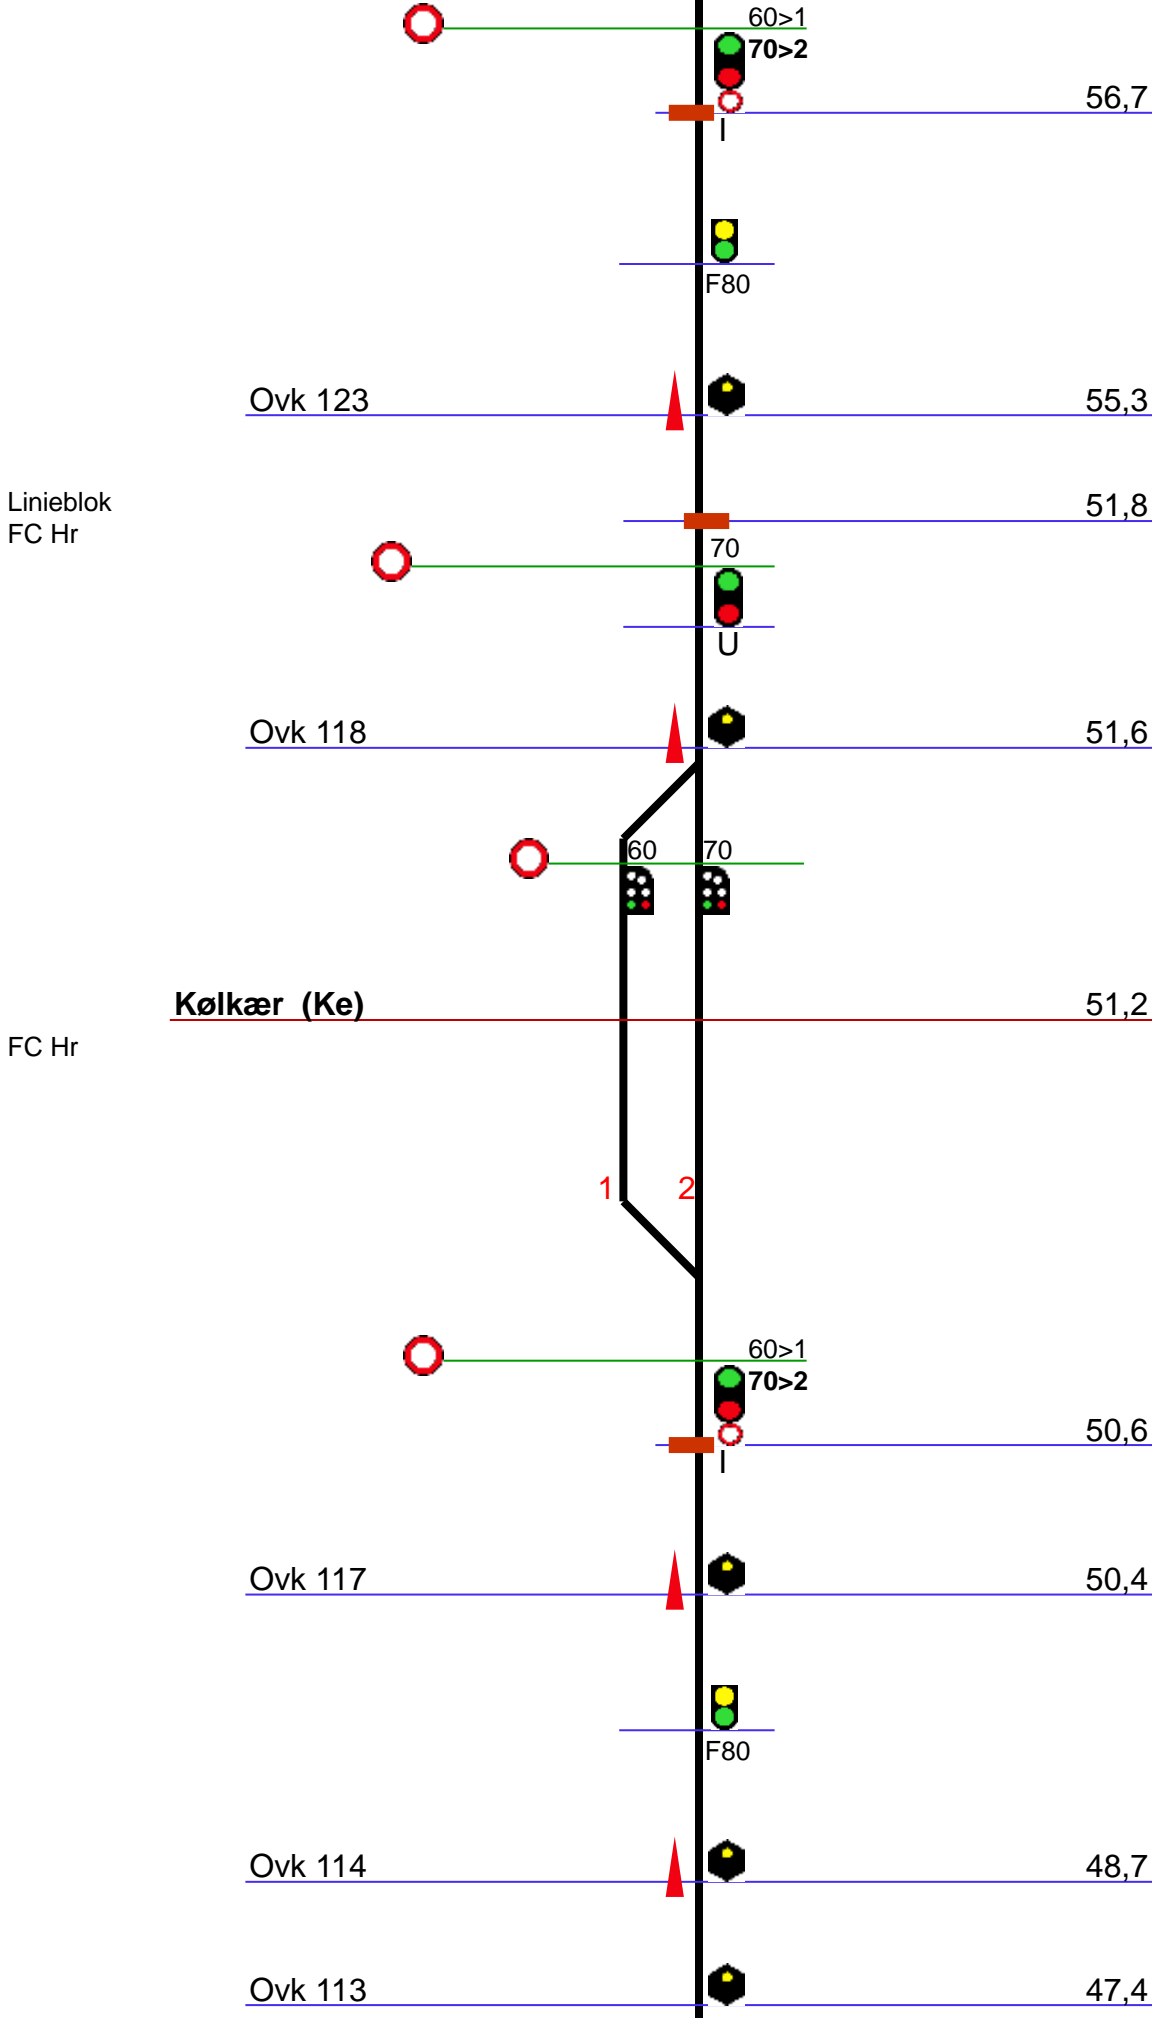 60>1
70>2
56,7
I
F80
Ovk 123 55,3
Linieblok
FC Hr
51,8
70
U
Ovk 118 51,6
60 70
Kølkær (Ke) 51,2
FC Hr
1 2
60>1
70>2
50,6
I
Ovk 117 50,4
F80
Ovk 114 48,7
Ovk 113 47,4